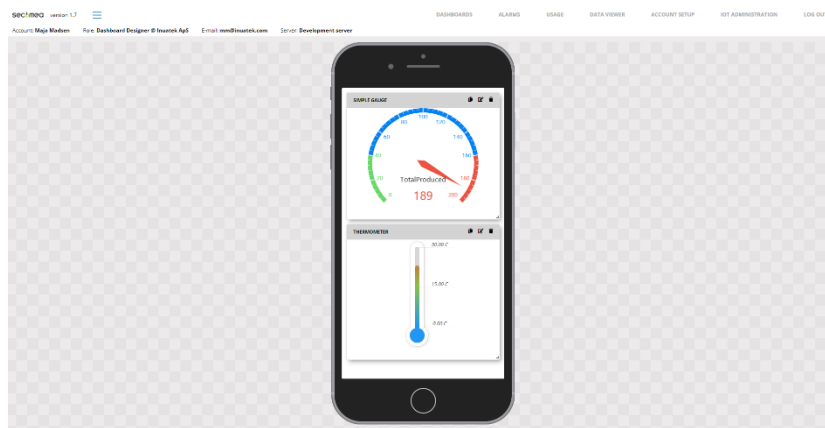 sectmea version 1.7 DASHBOARDS ALARMS USAGE DATA VIEWER ACCOUNT SETUP IOT ADMINISTRATION LOG OUT
Account: Maja Madsen Role: Dashboard Designer @ Inuatek ApS E-mail: mm@inuatek.com Server: Development server
SIMPLE GAUGE
100
80 120
60 140
40 160
20 TotalProduced 180
0 189 200
THERMOMETER
30.00 C
15.00 C
0.00 C